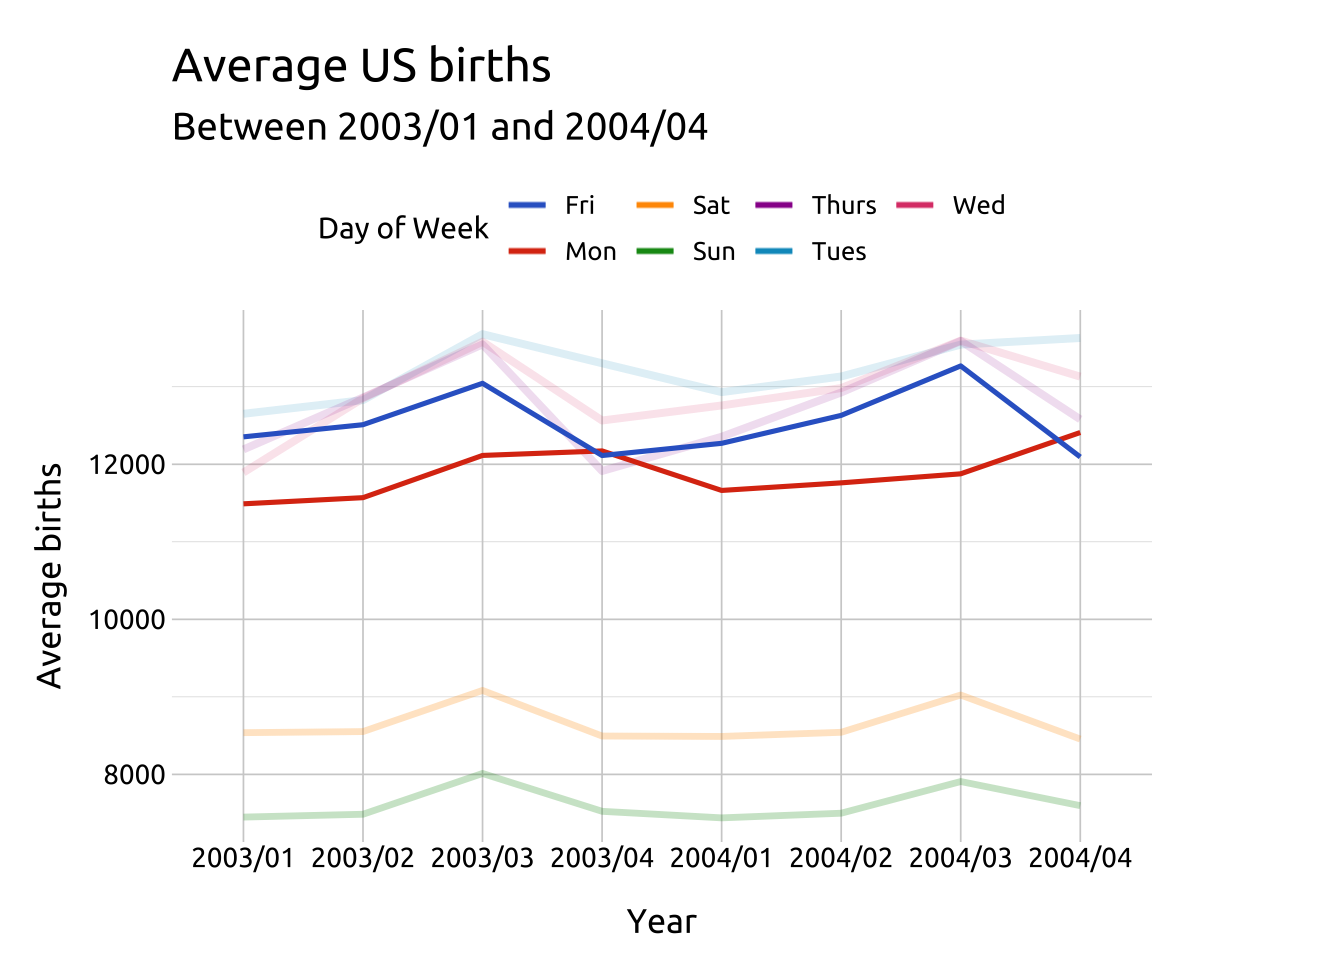 Average US births
Between 2003/01 and 2004/04
Day of Week
Fri Sat Thurs Wed
Mon Sun Tues
Average births
12000
10000
8000
2003/01 2003/02 2003/03 2003/04 2004/01 2004/02 2004/03 2004/04
Year